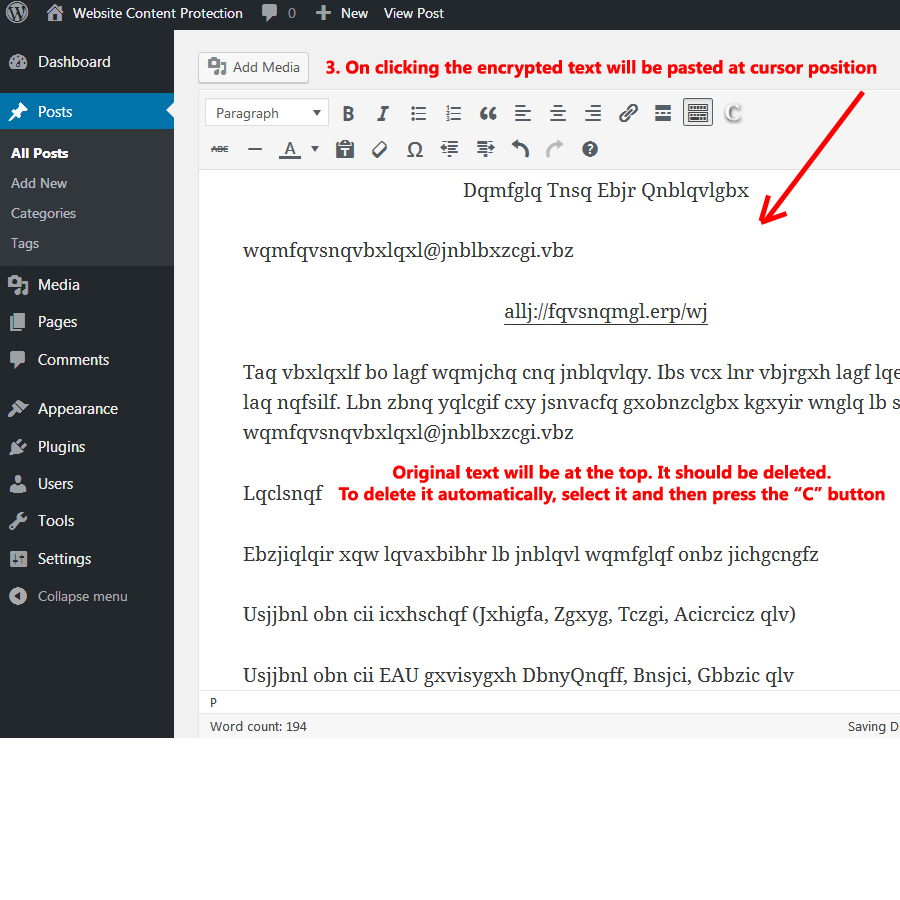 Website Content Protection 0 New View Post
Dashboard
Posts
All Posts
Add New
Categories
Tags
Media
Pages
Comments
Appearance
Plugins
Users
Tools
Settings
Collapse menu
Add Media
3. On clicking the encrypted text will be pasted at cursor position
Paragraph
Dqmfglq Tnsq Ebjr Qnblqvlgbx
wqmfqvsnqvbxlqxl@jnblbxzcgi.vbz
allj://fqvsnqmgl.erp/wj
Taq vbxlqxlf bo lagf wqmjchq cnq jnblqvlqy. Ibs vcx lnr vbjrgxh lagf lqe
laq nqfsilf. Lbn zbnq yqlcgif cxy jsnvacfq gxobnzclgbx kgxyir wnglq lb s
wqmfqvsnqvbxlqxl@jnblbxzcgi.vbz
Original text will be at the top. It should be deleted.
To delete it automatically, select it and then press the “C” button
Lqclsnqf
Ebzjiqlqir xqw lqvaxbibhr lb jnblqvl wqmfglqf onbz jichgcngfz
Usjjbnl obn cii icxhschqf (Jxhigfa, Zgxyg, Tczgi, Acicrcicz qlv)
Usjjbnl obn cii EAU gxvisygxh DbnyQnqff, Bnsjci, Gbbzic qlv
P
Word count: 194
Saving D